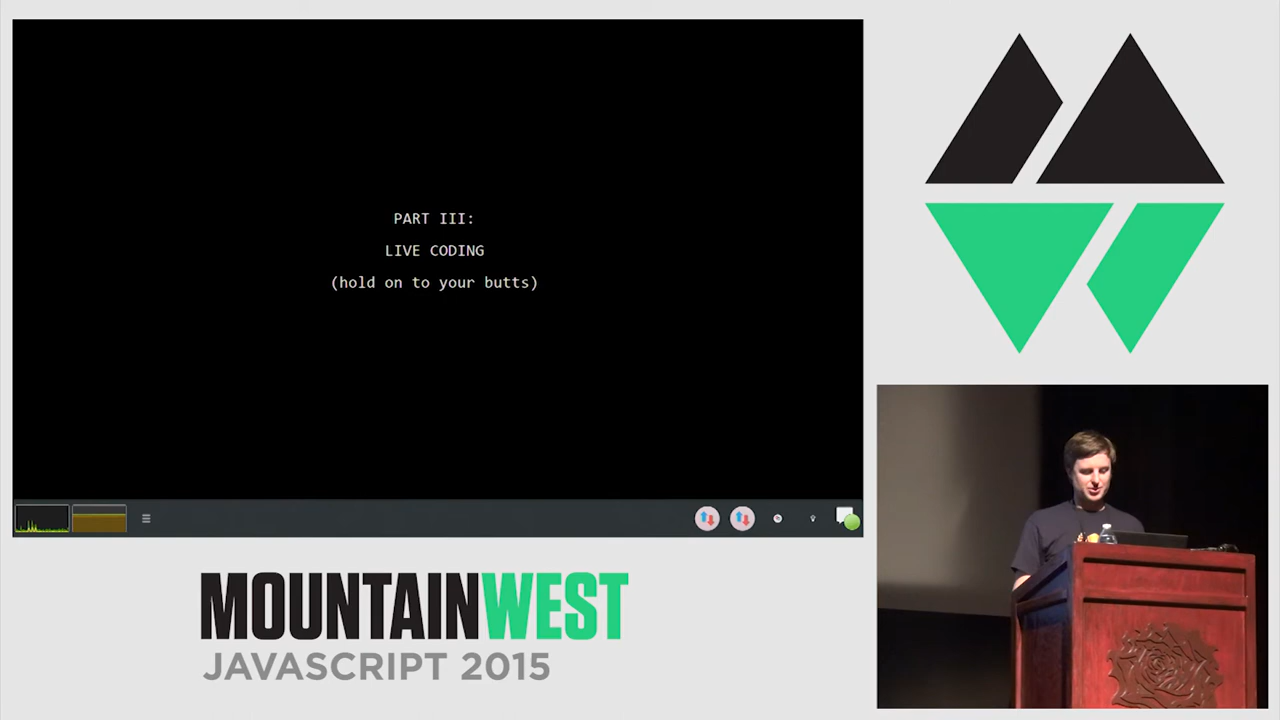 PART III:
LIVE CODING
(hold on to your butts)
MOUNTAINWEST
JAVASCRIPT 2015